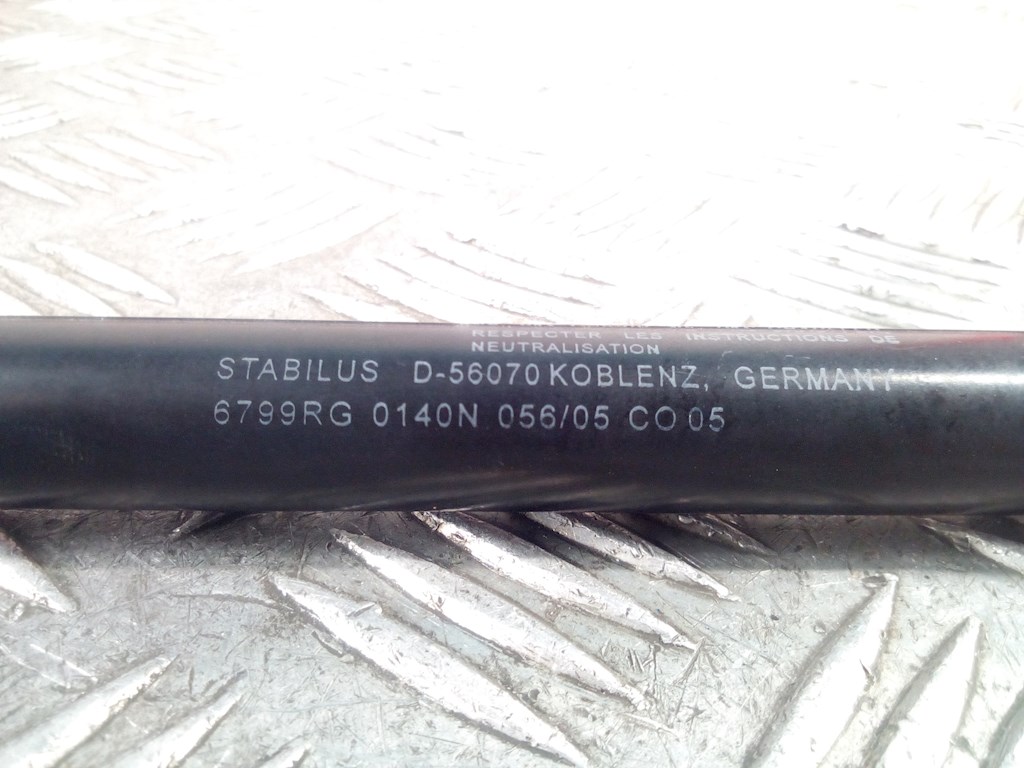 RESPECTER LES INSTRUCTIONS DE
NEUTRALISATION
STABILUS D-56070 KOBLENZ, GERMANY
6799RG 0140N 056/05 CO 05